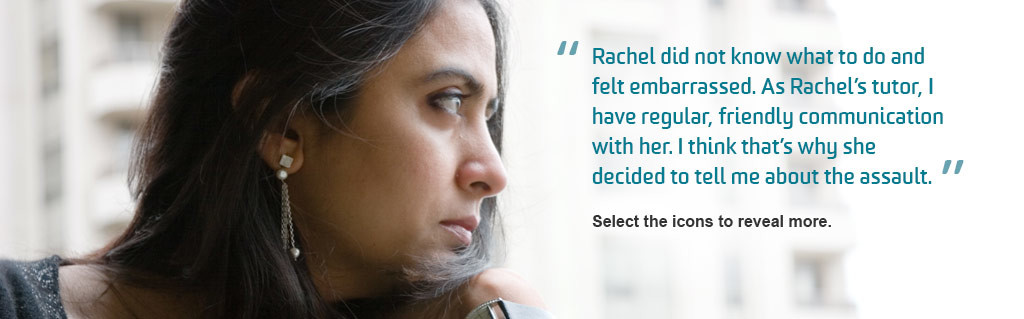 “ Rachel did not know what to do and
felt embarrassed. As Rachel’s tutor, I
have regular, friendly communication
with her. I think that’s why she
decided to tell me about the assault. ”
Select the icons to reveal more.